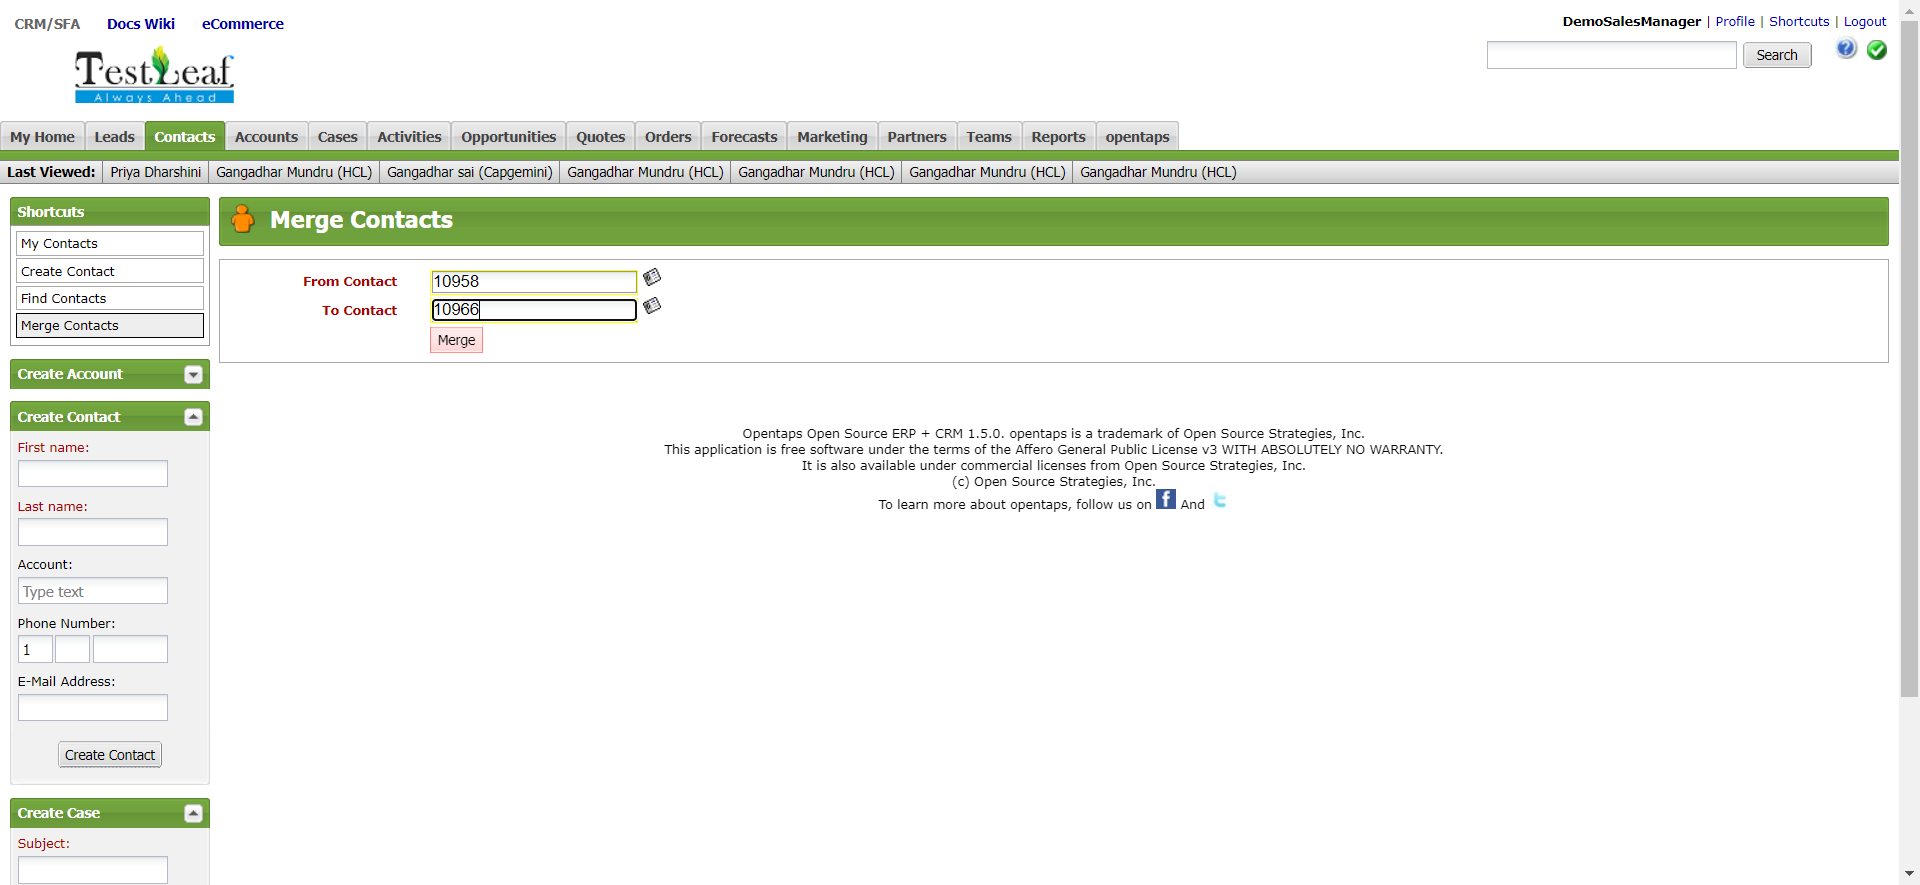 CRM/SFA Docs Wiki eCommerce
DemoSalesManager | Profile | Shortcuts | Logout
Search
TestLeaf
Always Ahead
My Home Leads Contacts Accounts Cases Activities Opportunities Quotes Orders Forecasts Marketing Partners Teams Reports opentaps
Last Viewed: Priya Dharshini Gangadhar Mundru (HCL) Gangadhar sai (Capgemini) Gangadhar Mundru (HCL) Gangadhar Mundru (HCL) Gangadhar Mundru (HCL) Gangadhar Mundru (HCL)
Shortcuts
My Contacts
Create Contact
Find Contacts
Merge Contacts
Merge Contacts
From Contact 10958
To Contact 10966
Merge
Create Account
Create Contact
First name:
Last name:
Account:
Type text
Phone Number:
1
E-Mail Address:
Create Contact
Create Case
Subject:
Opentaps Open Source ERP + CRM 1.5.0. opentaps is a trademark of Open Source Strategies, Inc.
This application is free software under the terms of the Affero General Public License v3 WITH ABSOLUTELY NO WARRANTY.
It is also available under commercial licenses from Open Source Strategies, Inc.
(c) Open Source Strategies, Inc.
To learn more about opentaps, follow us on f And t